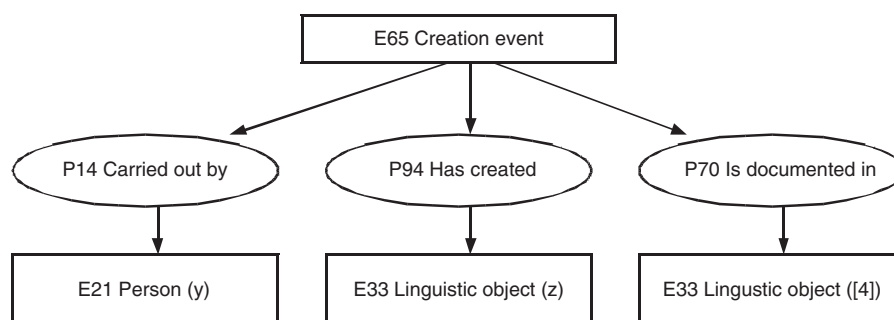 E65 Creation event
P14 Carried out by
P94 Has created
P70 Is documented in
E21 Person (y)
E33 Linguistic object (z)
E33 Lingustic object ([4])